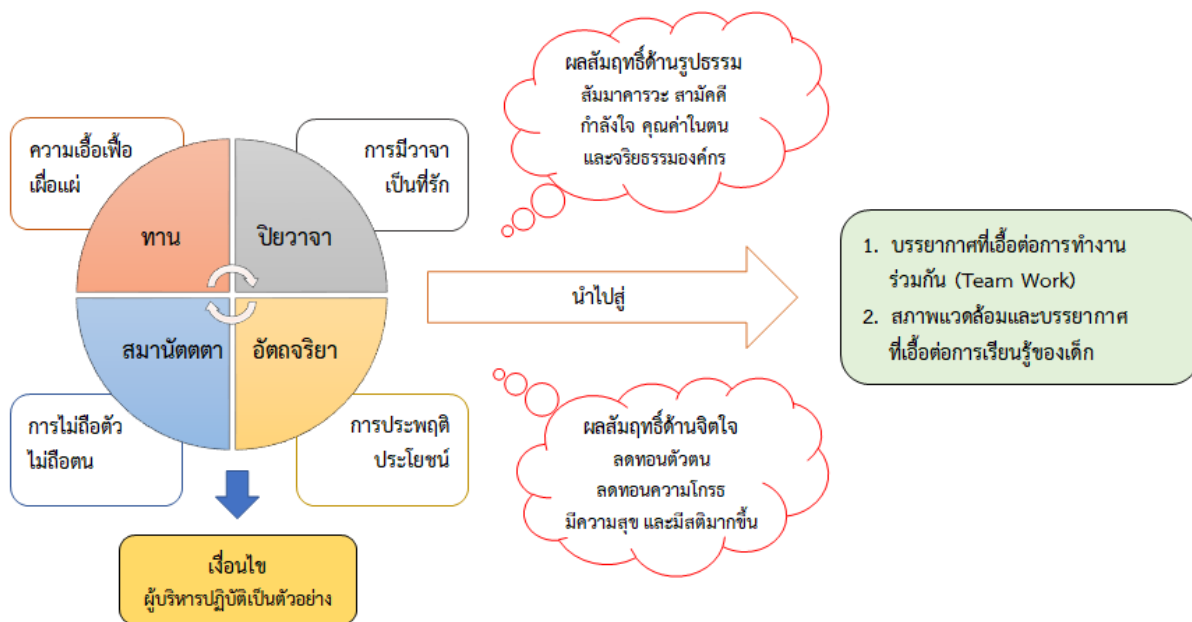 ผลสัมฤทธิ์ด้านรูปธรรม
สัมมาคารวะ สามัคคี
กำลังใจ คุณค่าในตน
และจริยธรรมองค์กร
ความเอื้อเฟื้อ
เผื่อแผ่
การมีวาจา
เป็นที่รัก
ทาน
ปิยวาจา
สมานัตตตา
อัตถจริยา
การไม่ถือตัว
ไม่ถือตน
การประพฤติ
ประโยชน์
นำไปสู่
1. บรรยากาศที่เอื้อต่อการทำงาน
ร่วมกัน (Team Work)
2. สภาพแวดล้อมและบรรยากาศ
ที่เอื้อต่อการเรียนรู้ของเด็ก
ผลสัมฤทธิ์ด้านจิตใจ
ลดทอนตัวตน
ลดทอนความโกรธ
มีความสุข และมีสติมากขึ้น
เงื่อนไข
ผู้บริหารปฏิบัติเป็นตัวอย่าง